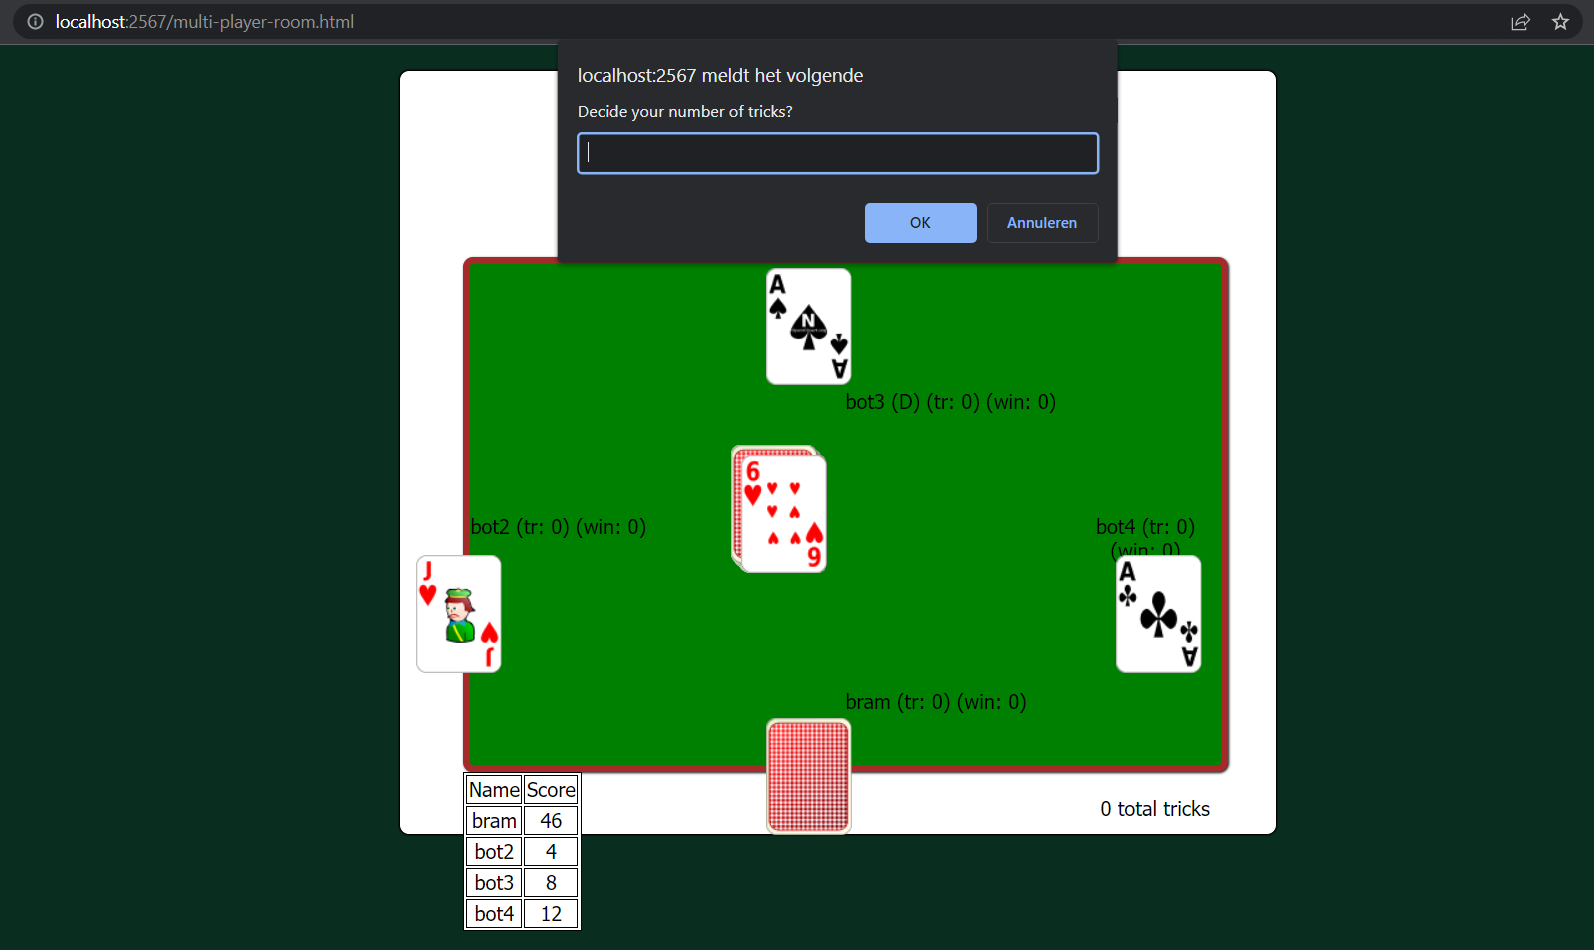 localhost:2567/multi-player-room.html
localhost:2567 meldt het volgende
Decide your number of tricks?
OK
Annuleren
A
N
A
bot3 (D) (tr: 0) (win: 0)
6
6
bot2 (tr: 0) (win: 0)
bot4 (tr: 0)
(win: 0)
J
J
A
A
bram (tr: 0) (win: 0)
Name Score
bram 46
bot2 4
bot3 8
bot4 12
0 total tricks